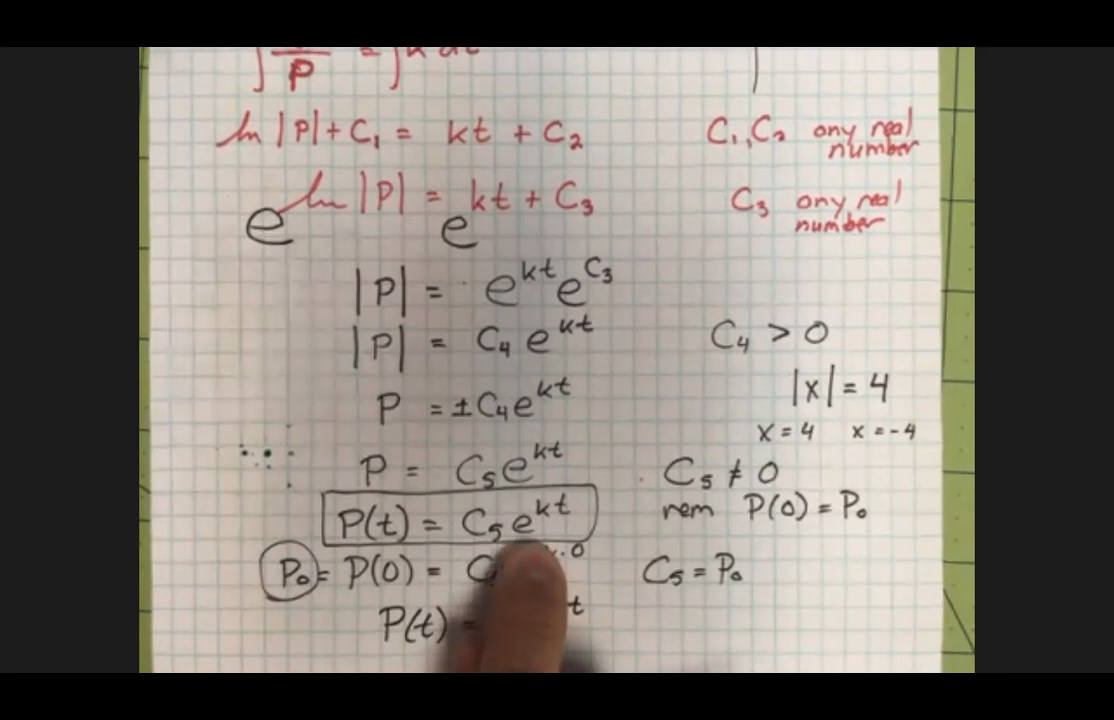 ∫ /P = ∫ k dt
ln |P| + C₁ = kt + C₂ C₁, C₂ any real number
e^(ln |P|) = e^(kt + C₃) C₃ any real number
|P| = e^(kt) e^(C₃)
|P| = C₄ e^(kt) C₄ > 0
|x| = 4
P = ± C₄ e^(kt)
x = 4 x = -4
P = C₅ e^(kt) C₅ ≠ 0
rem P(0) = P₀
P(t) = C₅ e^(kt)
P₀ = P(0) = C .0 C₅ = P₀
P(t) = t